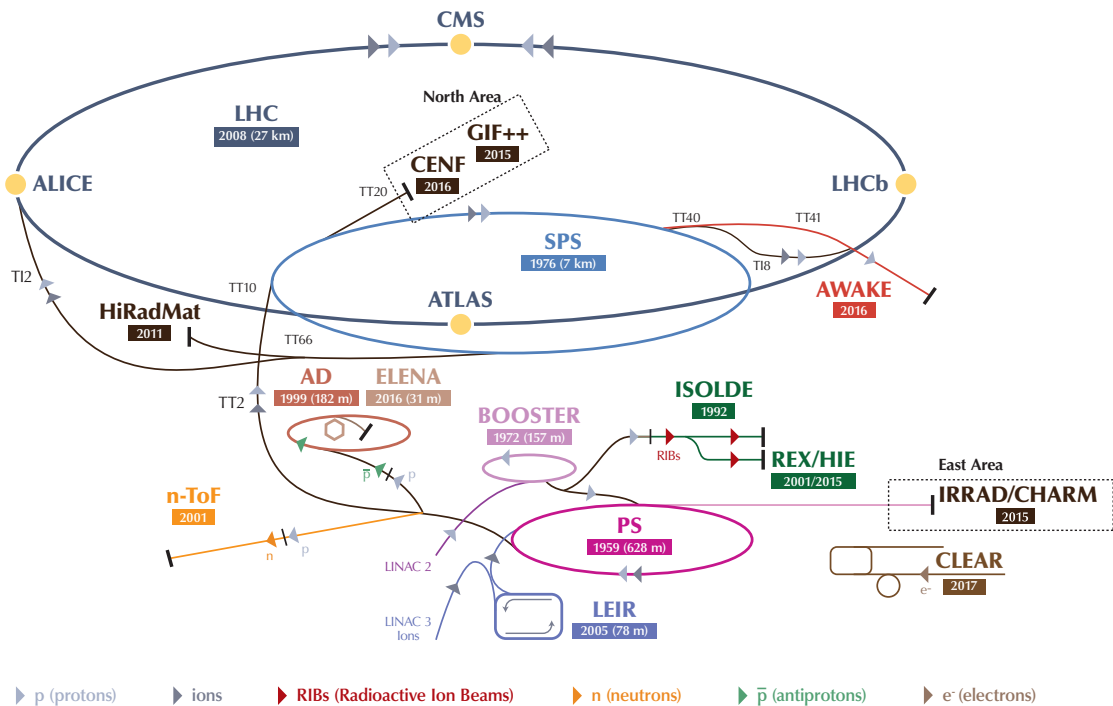 CMS
North Area
LHC
2008 (27 km)
GIF++
2015
CENF
2016
ALICE
LHCb
TT20
TT40
TT41
SPS
1976 (7 km)
TI2
TI8
TT10
AWAKE
2016
ATLAS
HiRadMat
2011
TT66
AD
1999 (182 m)
ELENA
2016 (31 m)
TT2
ISOLDE
1992
BOOSTER
1972 (157 m)
RIBs
REX/HIE
2001/2015
East Area
p̅
p
n-ToF
2001
IRRAD/CHARM
2015
PS
1959 (628 m)
n
p
LINAC 2
CLEAR
2017
e-
LEIR
2005 (78 m)
LINAC 3
Ions
p (protons)
ions
RIBs (Radioactive Ion Beams)
n (neutrons)
p̅ (antiprotons)
e- (electrons)